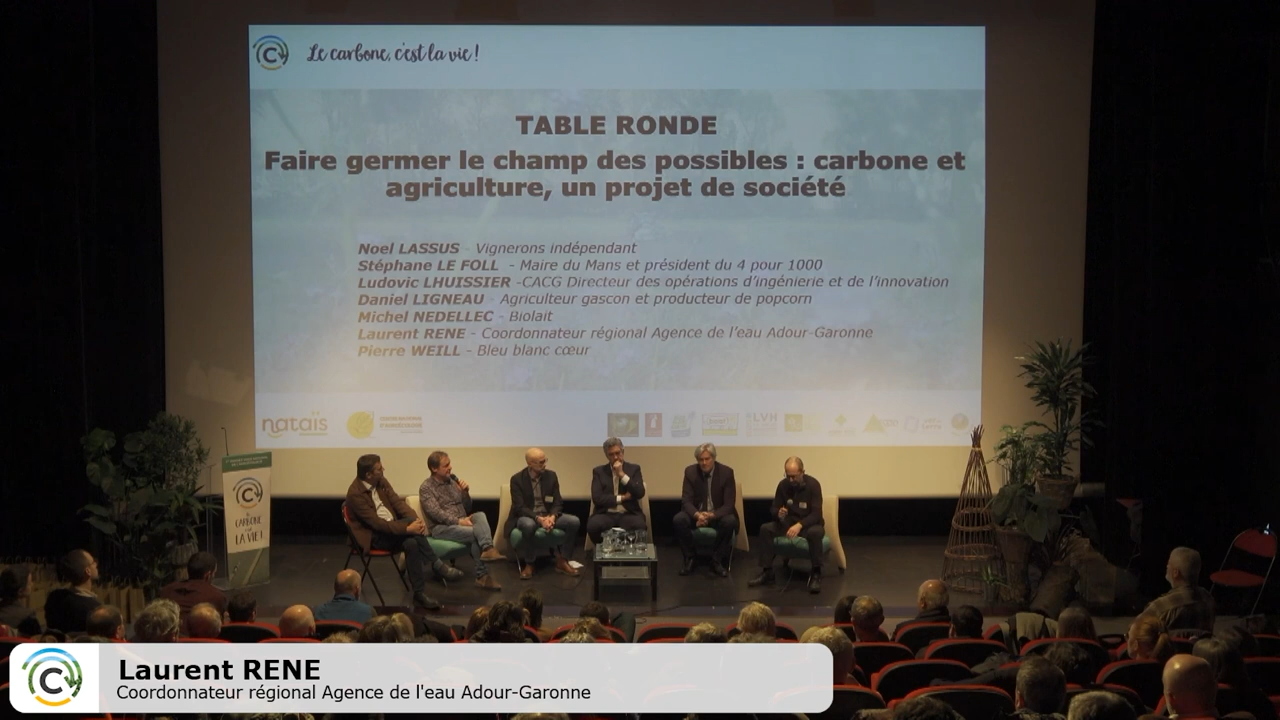 C
Le carbone, c'est la vie !
TABLE RONDE
Faire germer le champ des possibles : carbone et
agriculture, un projet de société
Noel LASSUS - Vignerons indépendant
Stéphane LE FOLL - Maire du Mans et président du 4 pour 1000
Ludovic LHUISSIER -CACG Directeur des opérations d'ingénierie et de l'innovation
Daniel LIGNEAU - Agriculteur gascon et producteur de popcorn
Michel NEDELLEC - Biolait
Laurent RENE - Coordonnateur régional Agence de l'eau Adour-Garonne
Pierre WEILL - Bleu blanc cœur
nataïs
LVH
C
CARBONE
LA VIE !
C
Laurent RENE
Coordonnateur régional Agence de l'eau Adour-Garonne